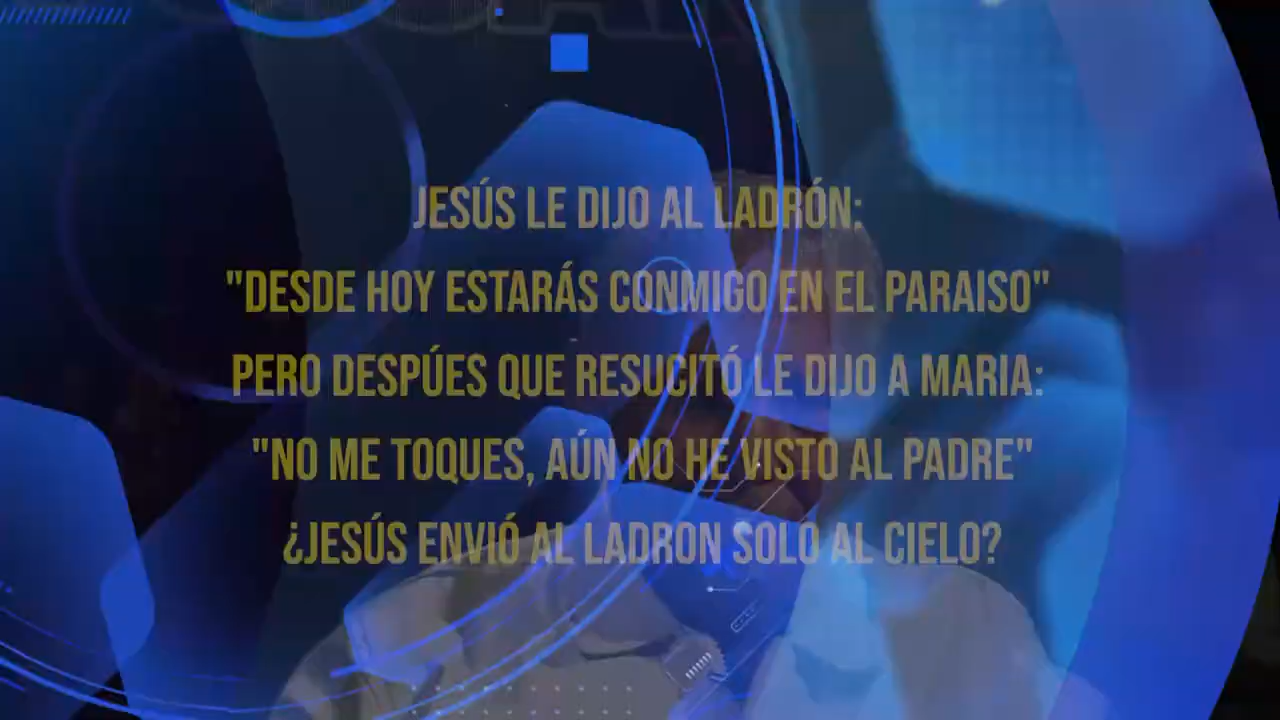 JESÚS LE DIJO AL LADRÓN:
"DESDE HOY ESTARÁS CONMIGO EN EL PARAISO"
PERO DESPÚES QUE RESUCITÓ LE DIJO A MARIA:
"NO ME TOQUES, AÚN NO HE VISTO AL PADRE"
¿JESÚS ENVIÓ AL LADRON SOLO AL CIELO?